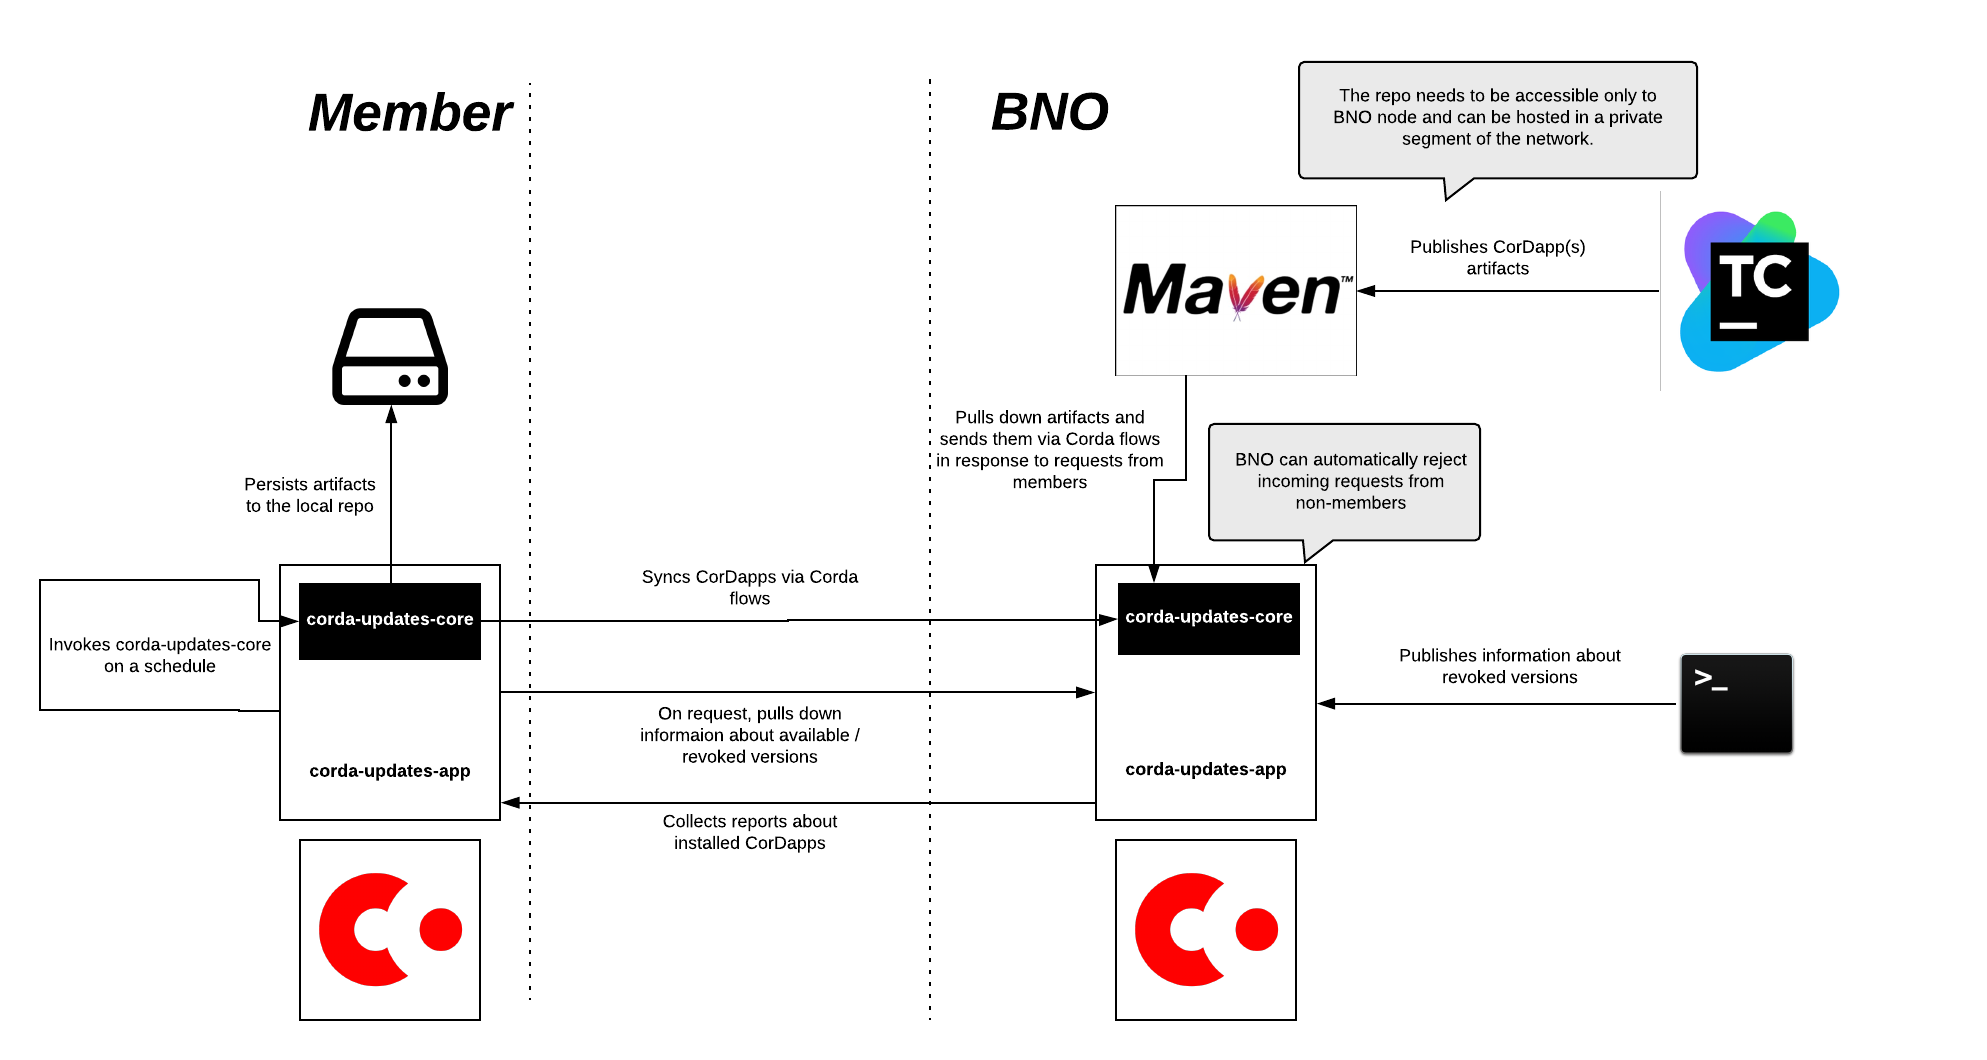 Member
BNO
The repo needs to be accessible only to
BNO node and can be hosted in a private
segment of the network.
Maven™
Publishes CorDapp(s)
artifacts
TC
Pulls down artifacts and
sends them via Corda flows
in response to requests from
members
BNO can automatically reject
incoming requests from
non-members
Persists artifacts
to the local repo
Invokes corda-updates-core
on a schedule
corda-updates-core
corda-updates-app
Syncs CorDapps via Corda
flows
On request, pulls down
informaion about available /
revoked versions
Collects reports about
installed CorDapps
corda-updates-core
corda-updates-app
Publishes information about
revoked versions
>_